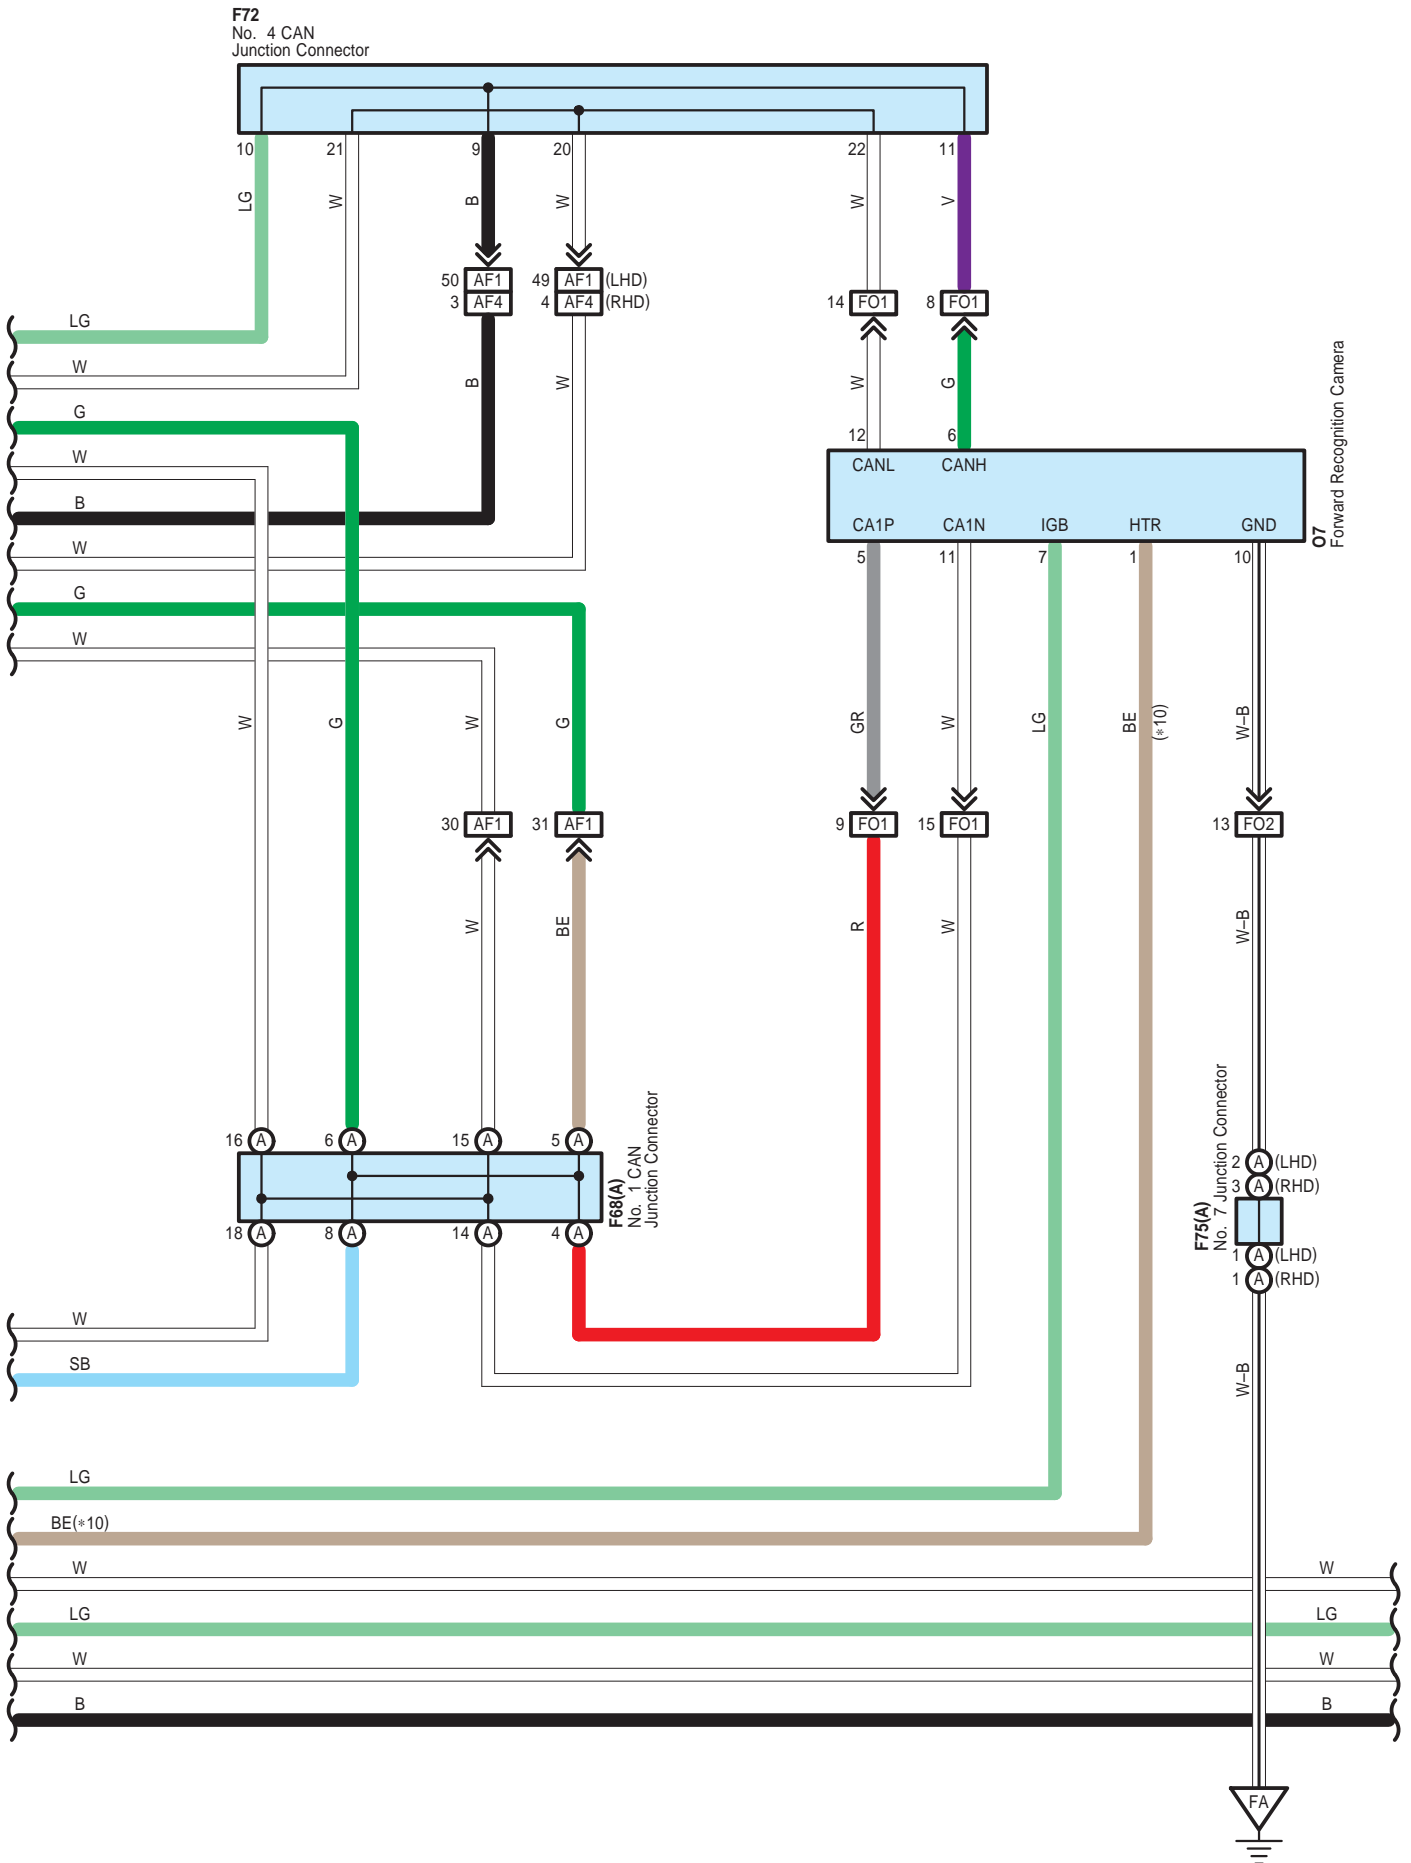 F72
No. 4 CAN
Junction Connector
10
21
9
20
22
11
LG
W
B
W
W
V
50 AF1
49 AF1 (LHD)
3 AF4
4 AF4 (RHD)
14 FO1
8 FO1
LG
W
B
W
W
G
G
W
B
W
G
W
12
6
CANL
CANH
CA1P
CA1N
IGB
HTR
GND
O7
Forward Recognition Camera
5
11
7
1
10
W
G
W
G
GR
W
LG
BE
(*10)
W–B
30 AF1
31 AF1
9 FO1
15 FO1
13 FO2
W
BE
R
W
W–B
16 A
6 A
15 A
5 A
F68(A)
No. 1 CAN
Junction Connector
18 A
8 A
14 A
4 A
2 A (LHD)
3 A (RHD)
F75(A)
No. 7 Junction Connector
1 A (LHD)
1 A (RHD)
W
SB
W–B
LG
BE(*10)
W
W
LG
LG
W
W
B
B
FA